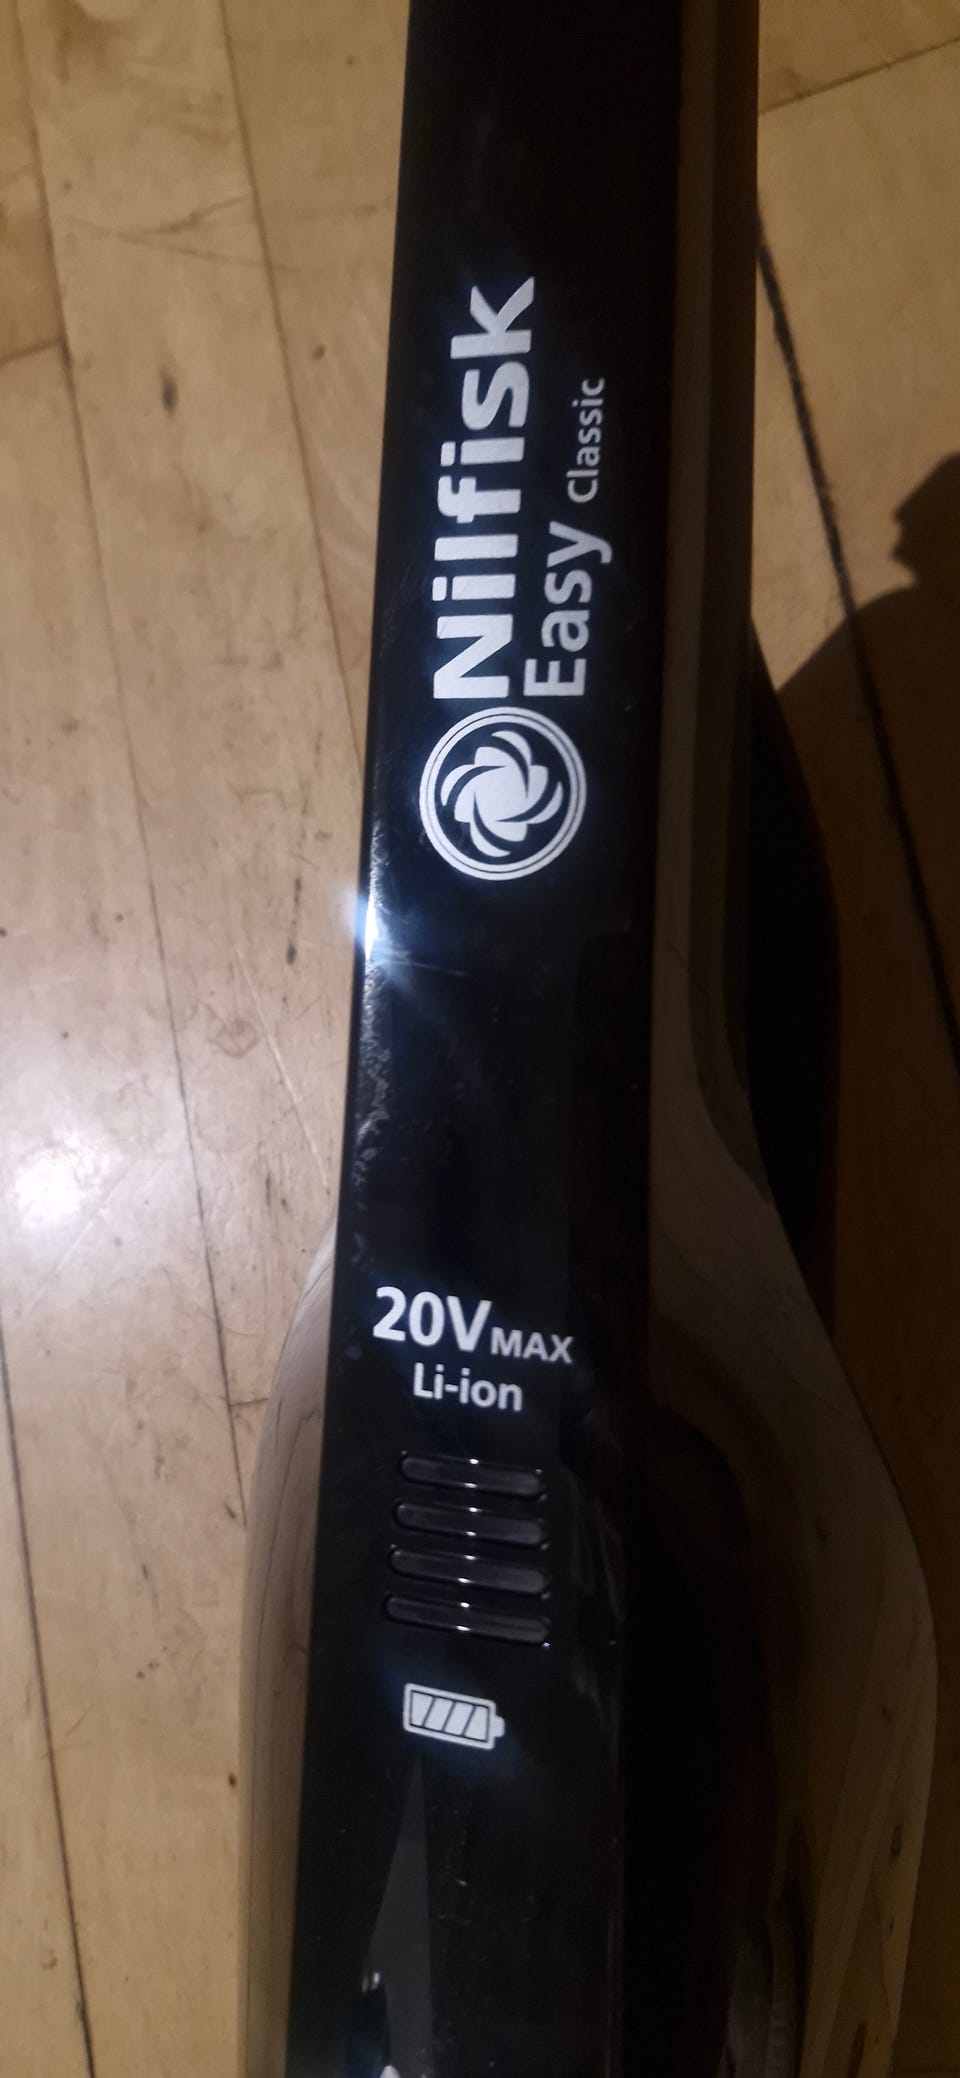 Nilfisk
Easy Classic
20V MAX
Li-ion